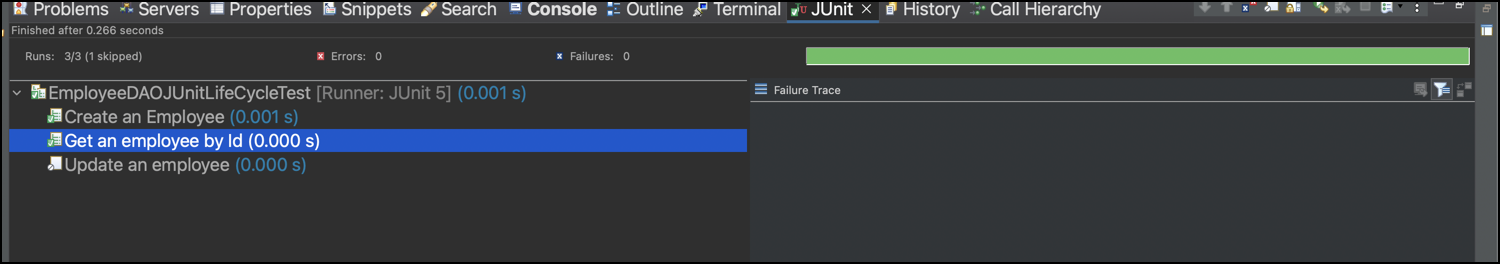 Problems Servers Properties Snippets Search Console Outline Terminal JUnit History Call Hierarchy
Finished after 0.266 seconds
Runs: 3/3 (1 skipped) Errors: 0 Failures: 0
EmployeeDAOJUnitLifeCycleTest [Runner: JUnit 5] (0.001 s)
Failure Trace
Create an Employee (0.001 s)
Get an employee by Id (0.000 s)
Update an employee (0.000 s)